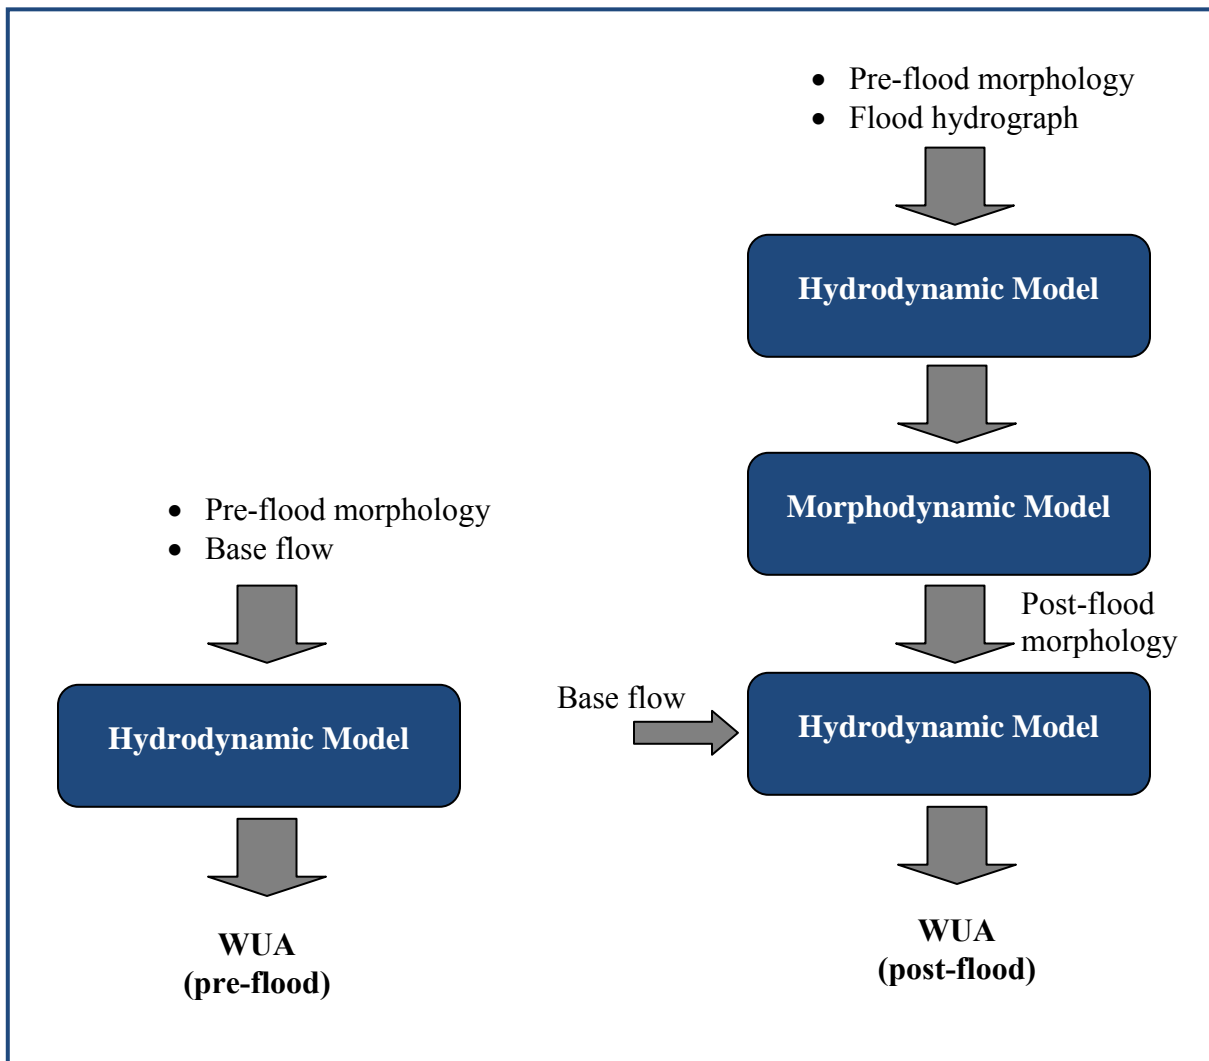 • Pre-flood morphology
• Base flow
Hydrodynamic Model
WUA
(pre-flood)
• Pre-flood morphology
• Flood hydrograph
Hydrodynamic Model
Morphodynamic Model
Post-flood
morphology
Base flow
Hydrodynamic Model
WUA
(post-flood)